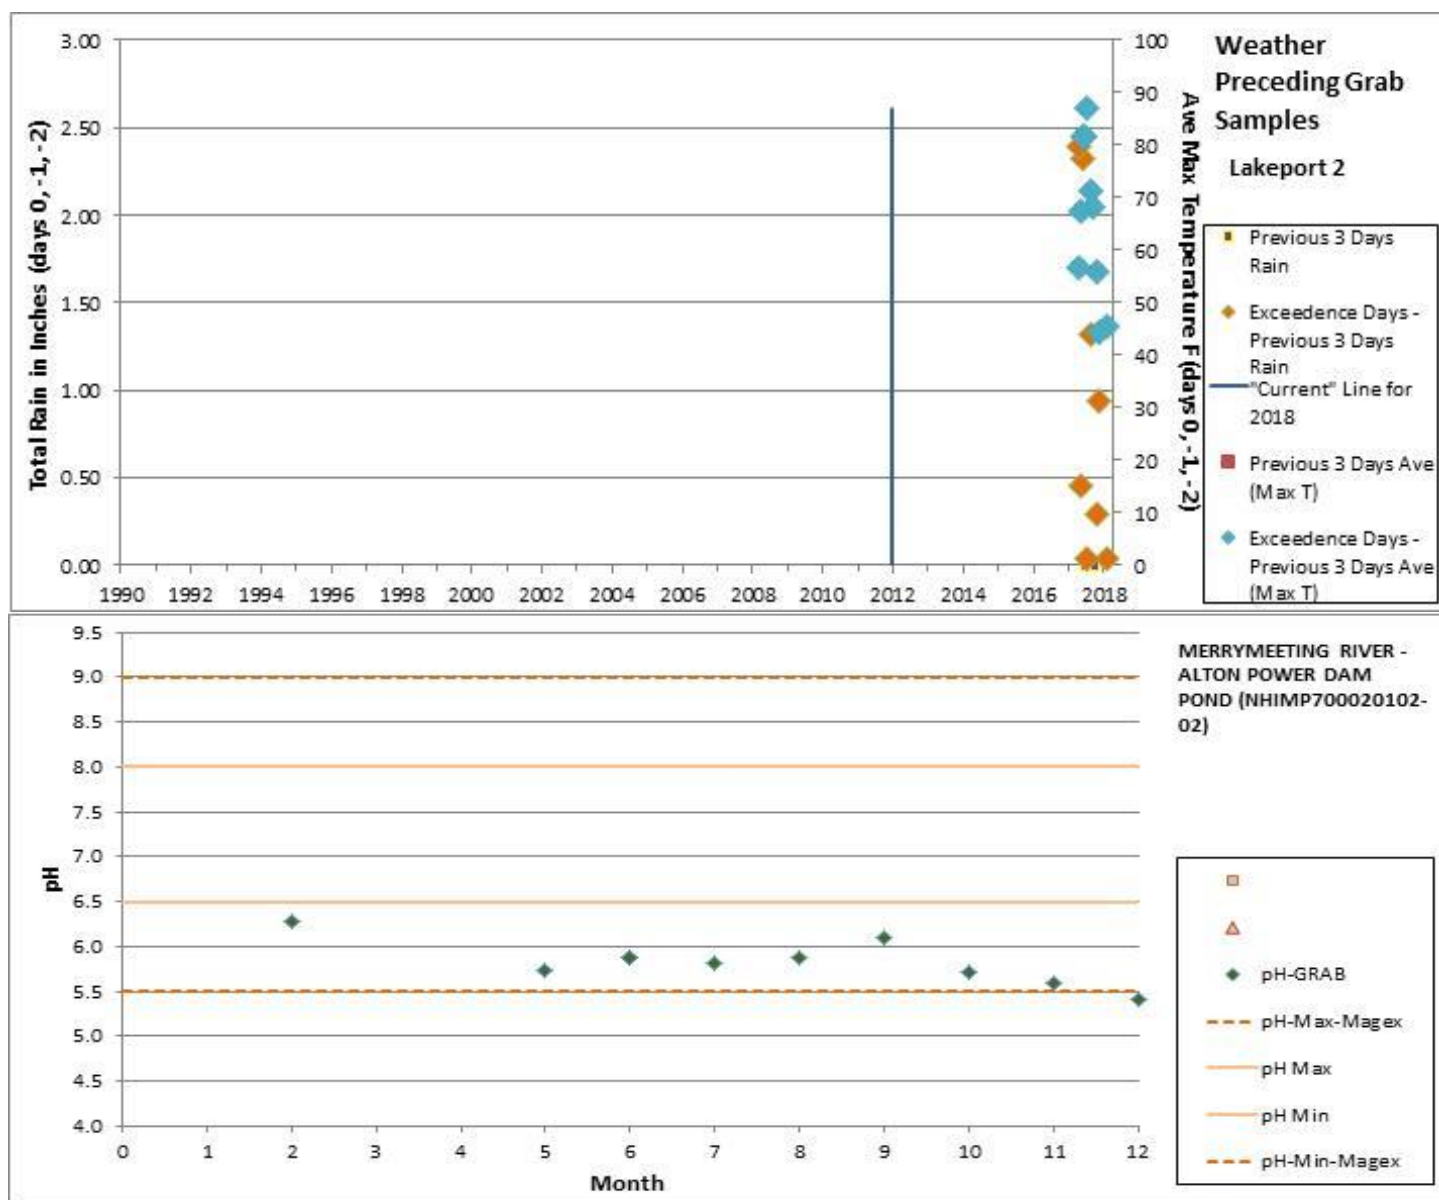 Weather
Preceding Grab
Samples
Lakeport 2
Total Rain in Inches (days 0, -1, -2)
3.00
2.50
2.00
1.50
1.00
0.50
0.00
1990 1992 1994 1996 1998 2000 2002 2004 2006 2008 2010 2012 2014 2016 2018
100
90
80
70
60
50
40
30
20
10
0
Ave Max Temperature F (days 0, -1, -2)
Previous 3 Days
Rain
Exceedence Days -
Previous 3 Days
Rain
"Current" Line for
2018
Previous 3 Days Ave
(Max T)
Exceedence Days -
Previous 3 Days Ave
(Max T)
MERRYMEETING RIVER -
ALTON POWER DAM
POND (NHIMP700020102-
02)
pH
9.5
9.0
8.5
8.0
7.5
7.0
6.5
6.0
5.5
5.0
4.5
4.0
0 1 2 3 4 5 6 7 8 9 10 11 12
Month
pH-GRAB
pH-Max-Magex
pH Max
pH Min
pH-Min-Magex